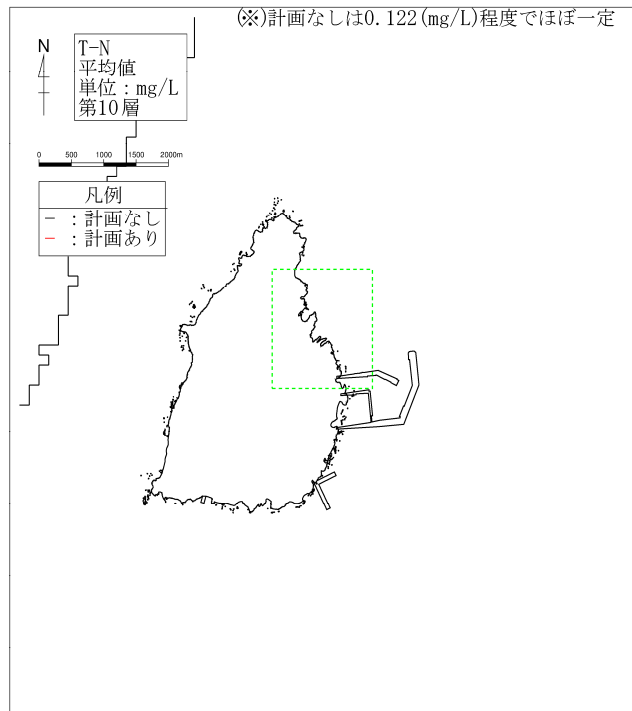 (※)計画なしは0.122(mg/L)程度でほぼ一定
N
T-N
平均値
単位：mg/L
第10層
0 500 1000 1500 2000m
凡例
－ ：計画なし
－ ：計画あり